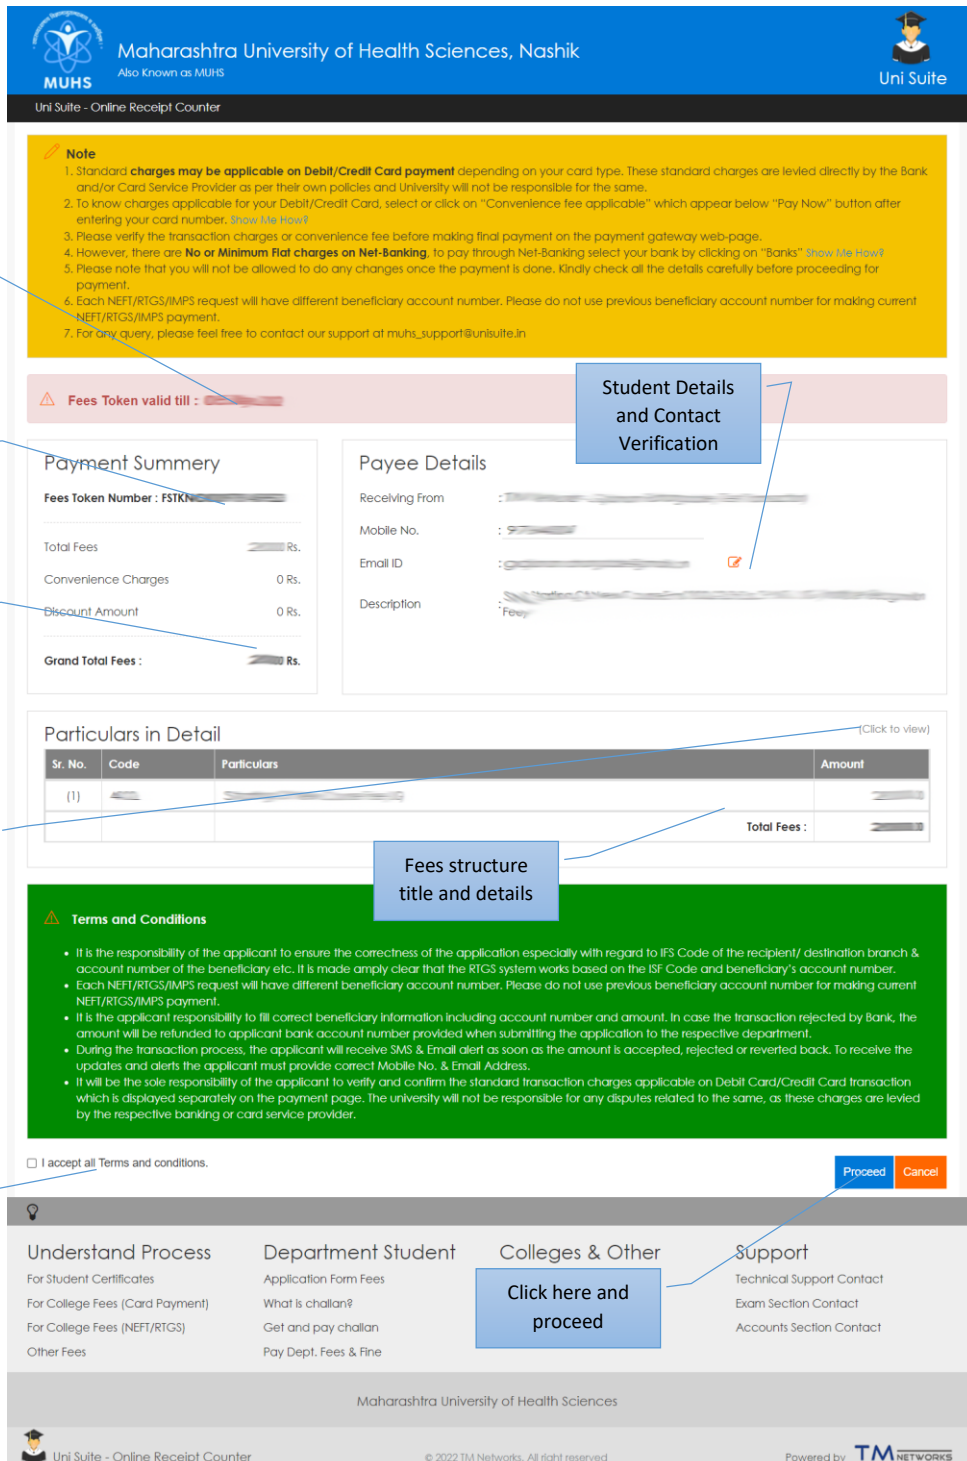 MUHS
Maharashtra University of Health Sciences, Nashik
Also Known as MUHS
Uni Suite
Uni Suite - Online Receipt Counter
Note
1. Standard charges may be applicable on Debit/Credit Card payment depending on your card type. These standard charges are levied directly by the Bank
and/or Card Service Provider as per their own policies and University will not be responsible for the same.
2. To know charges applicable for your Debit/Credit Card, select or click on "Convenience fee applicable" which appear below "Pay Now" button after
entering your card number. Show Me How?
3. Please verify the transaction charges or convenience fee before making final payment on the payment gateway web-page.
4. However, there are No or Minimum Flat charges on Net-Banking, to pay through Net-Banking select your bank by clicking on "Banks" Show Me How?
5. Please note that you will not be allowed to do any changes once the payment is done. Kindly check all the details carefully before proceeding for
payment.
6. Each NEFT/RTGS/IMPS request will have different beneficiary account number. Please do not use previous beneficiary account number for making current
NEFT/RTGS/IMPS payment.
7. For any query, please feel free to contact our support at muhs_support@unisuite.in
Fees Token valid till :
Student Details
and Contact
Verification
Payment Summery
Fees Token Number : FSTKN
Total Fees Rs.
Convenience Charges 0 Rs.
Discount Amount 0 Rs.
Grand Total Fees : Rs.
Payee Details
Receiving From :
Mobile No. :
Email ID :
Description :
Fee,
Particulars in Detail (Click to view)
Sr. No. Code Particulars Amount
(1)
Total Fees :
Fees structure
title and details
Terms and Conditions
• It is the responsibility of the applicant to ensure the correctness of the application especially with regard to IFS Code of the recipient/ destination branch &
account number of the beneficiary etc. It is made amply clear that the RTGS system works based on the ISF Code and beneficiary's account number.
• Each NEFT/RTGS/IMPS request will have different beneficiary account number. Please do not use previous beneficiary account number for making current
NEFT/RTGS/IMPS payment.
• It is the applicant responsibility to fill correct beneficiary information including account number and amount. In case the transaction rejected by Bank, the
amount will be refunded to applicant bank account number provided when submitting the application to the respective department.
• During the transaction process, the applicant will receive SMS & Email alert as soon as the amount is accepted, rejected or reverted back. To receive the
updates and alerts the applicant must provide correct Mobile No. & Email Address.
• It will be the sole responsibility of the applicant to verify and confirm the standard transaction charges applicable on Debit Card/Credit Card transaction
which is displayed separately on the payment page. The university will not be responsible for any disputes related to the same, as these charges are levied
by the respective banking or card service provider.
I accept all Terms and conditions.
Proceed Cancel
Understand Process
For Student Certificates
For College Fees (Card Payment)
For College Fees (NEFT/RTGS)
Other Fees
Department Student
Application Form Fees
What is challan?
Get and pay challan
Pay Dept. Fees & Fine
Colleges & Other
Click here and
proceed
Support
Technical Support Contact
Exam Section Contact
Accounts Section Contact
Maharashtra University of Health Sciences
Uni Suite - Online Receipt Counter
© 2022 TM Networks. All right reserved
Powered by TM NETWORKS